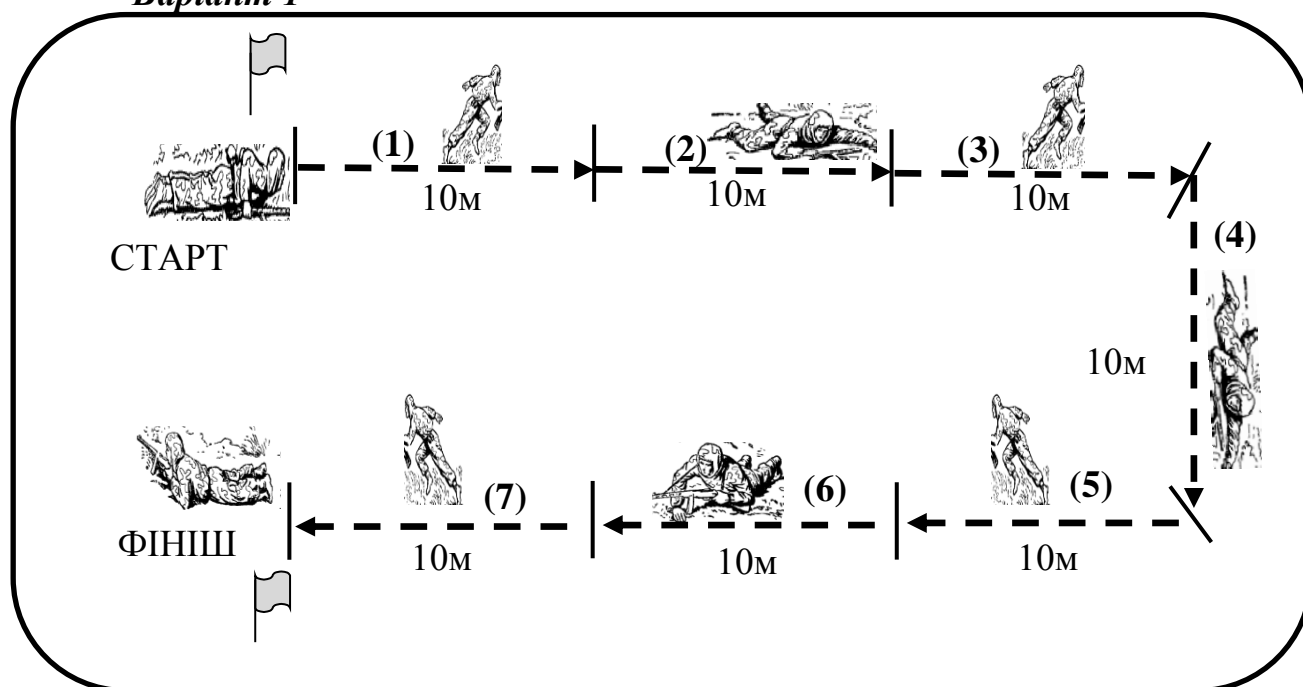 Варіант 1
(1)
(2)
(3)
10м
10м
10м
(4)
СТАРТ
10м
(7)
(6)
(5)
ФІНІШ
10м
10м
10м